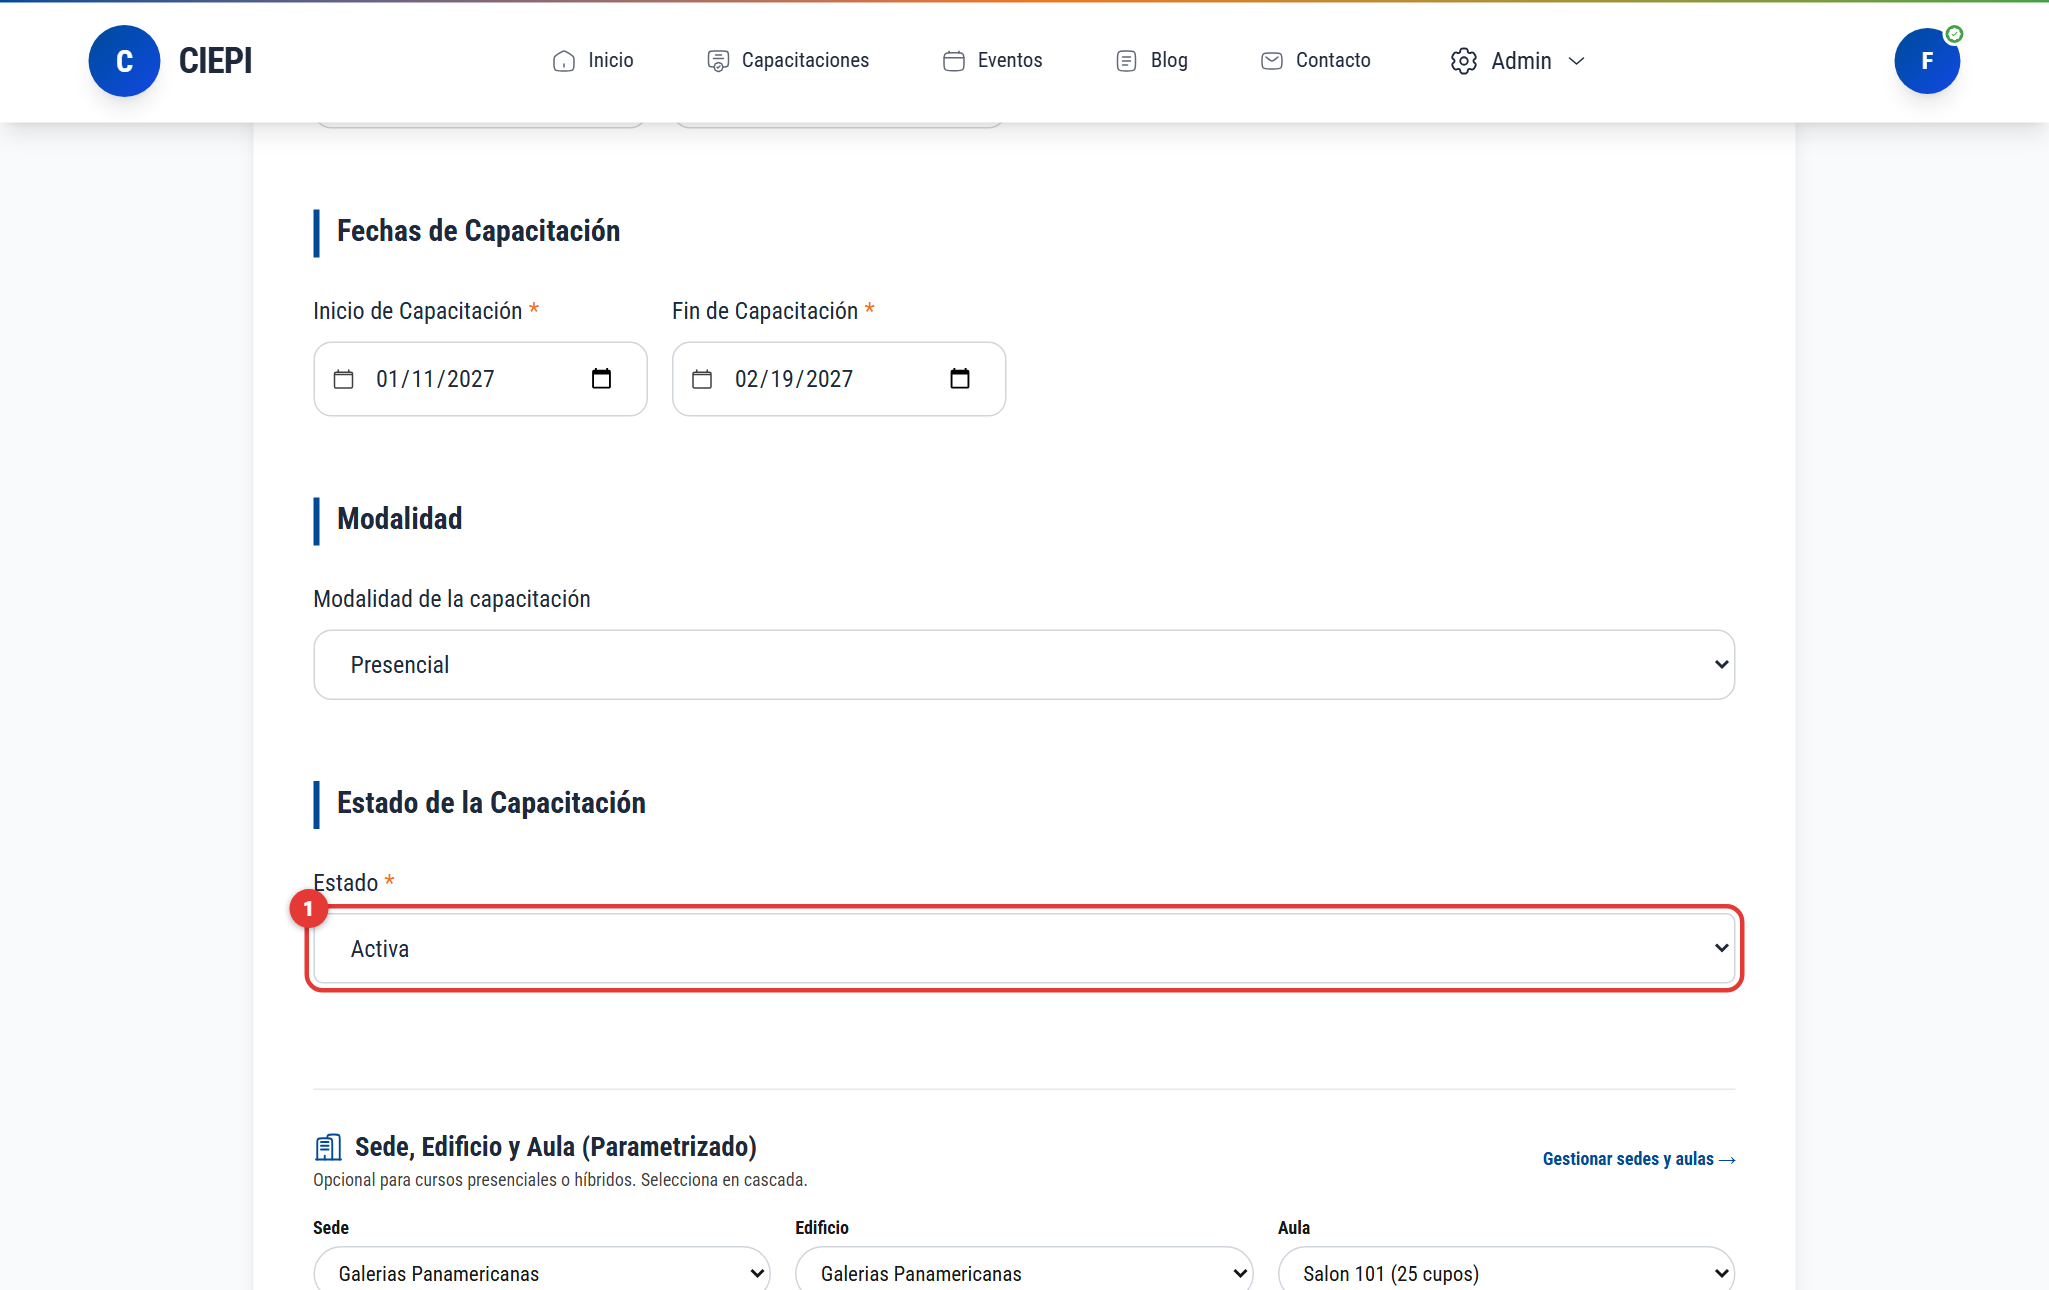 C CIEPI Inicio Capacitaciones Eventos Blog Contacto Admin F
Fechas de Capacitación
Inicio de Capacitación * Fin de Capacitación *
01/11/2027 02/19/2027
Modalidad
Modalidad de la capacitación
Presencial
Estado de la Capacitación
Estado *
1
Activa
Sede, Edificio y Aula (Parametrizado)
Gestionar sedes y aulas →
Opcional para cursos presenciales o híbridos. Selecciona en cascada.
Sede Edificio Aula
Galerias Panamericanas Galerias Panamericanas Salon 101 (25 cupos)